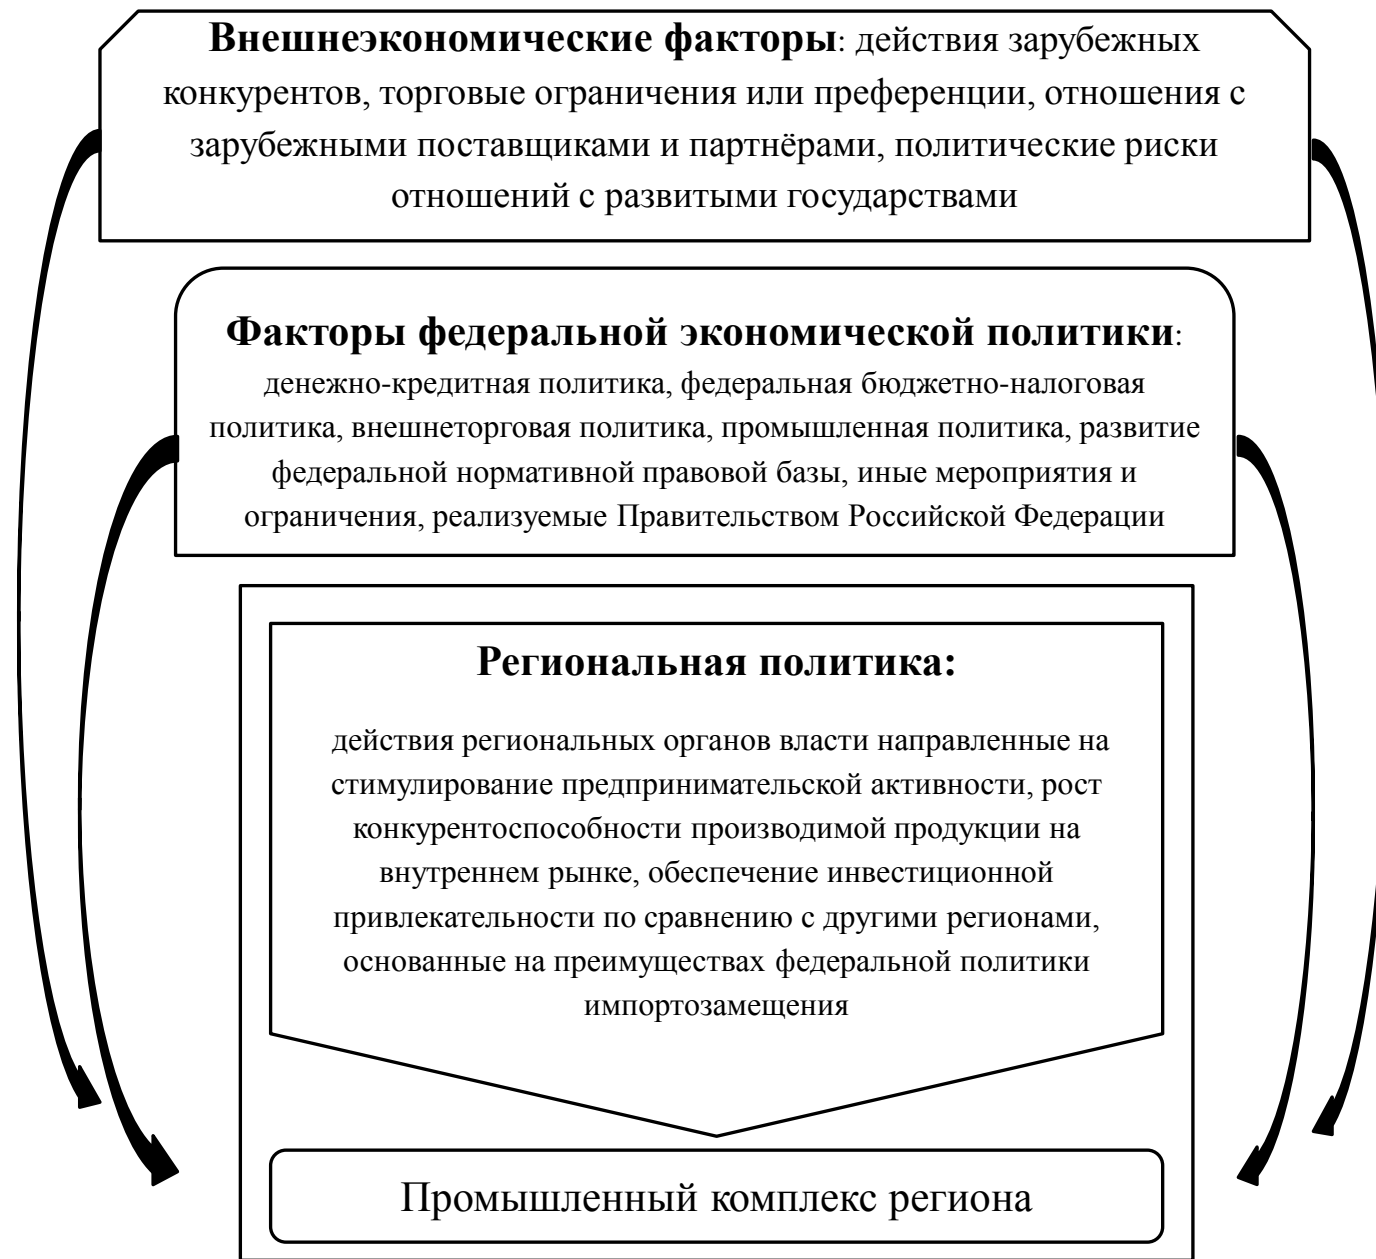 Внешнеэкономические факторы: действия зарубежных
конкурентов, торговые ограничения или преференции, отношения с
зарубежными поставщиками и партнёрами, политические риски
отношений с развитыми государствами
Факторы федеральной экономической политики:
денежно-кредитная политика, федеральная бюджетно-налоговая
политика, внешнеторговая политика, промышленная политика, развитие
федеральной нормативной правовой базы, иные мероприятия и
ограничения, реализуемые Правительством Российской Федерации
Региональная политика:
действия региональных органов власти направленные на
стимулирование предпринимательской активности, рост
конкурентоспособности производимой продукции на
внутреннем рынке, обеспечение инвестиционной
привлекательности по сравнению с другими регионами,
основанные на преимуществах федеральной политики
импортозамещения
Промышленный комплекс региона